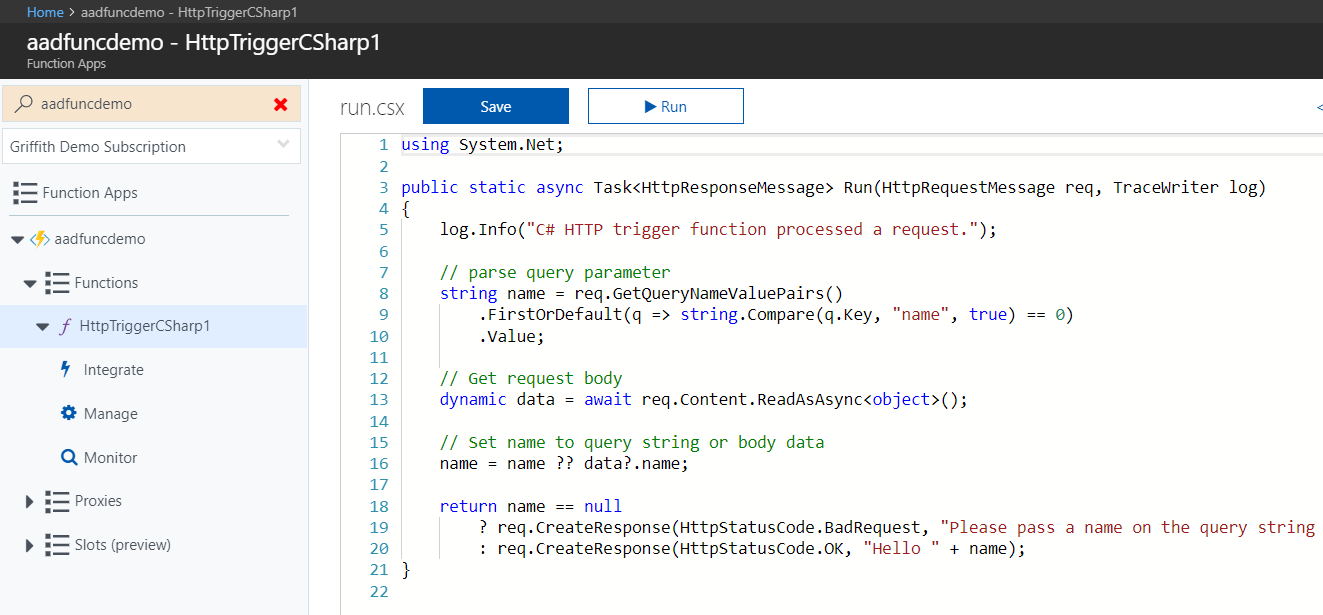 Home > aadfuncdemo - HttpTriggerCSharp1
aadfuncdemo - HttpTriggerCSharp1
Function Apps
aadfuncdemo
Griffith Demo Subscription
Function Apps
aadfuncdemo
Functions
HttpTriggerCSharp1
Integrate
Manage
Monitor
Proxies
Slots (preview)
run.csx Save Run
1 using System.Net;
2
3 public static async Task<HttpResponseMessage> Run(HttpRequestMessage req, TraceWriter log)
4 {
5     log.Info("C# HTTP trigger function processed a request.");
6
7     // parse query parameter
8     string name = req.GetQueryNameValuePairs()
9         .FirstOrDefault(q => string.Compare(q.Key, "name", true) == 0)
10         .Value;
11
12     // Get request body
13     dynamic data = await req.Content.ReadAsAsync<object>();
14
15     // Set name to query string or body data
16     name = name ?? data?.name;
17
18     return name == null
19         ? req.CreateResponse(HttpStatusCode.BadRequest, "Please pass a name on the query string
20         : req.CreateResponse(HttpStatusCode.OK, "Hello " + name);
21 }
22